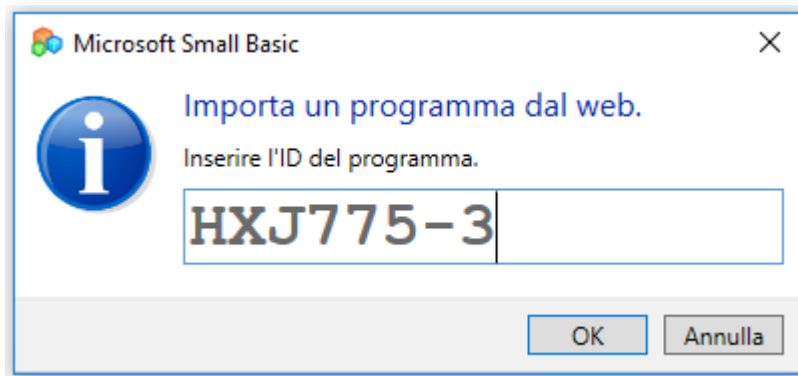 Microsoft Small Basic
Importa un programma dal web.
Inserire l'ID del programma.
HXJ775-3
OK Annulla